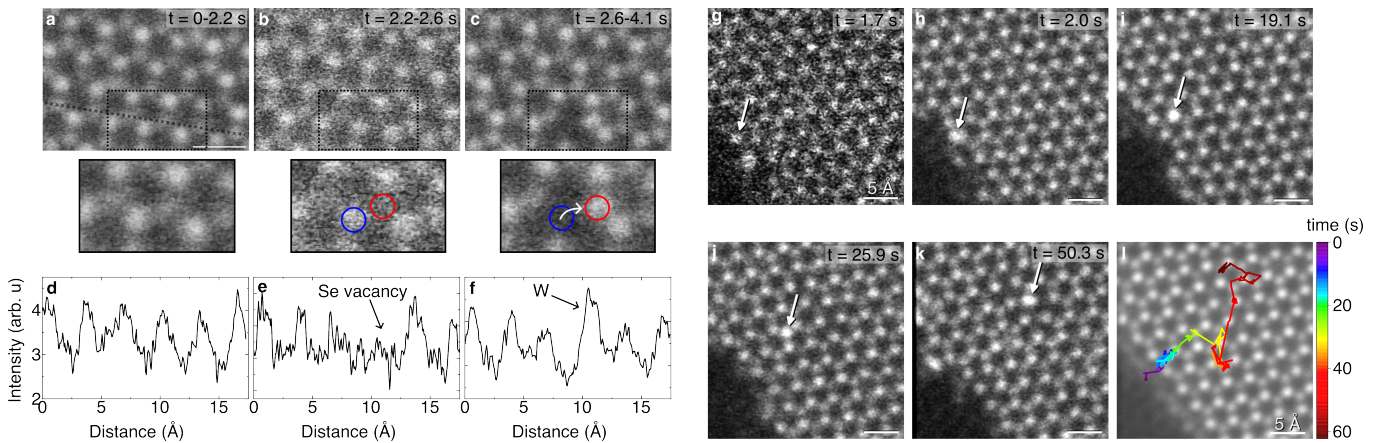 a t = 0-2.2 s
b t = 2.2-2.6 s
c t = 2.6-4.1 s
g t = 1.7 s
5 Å
h t = 2.0 s
i t = 19.1 s
Intensity (arb. u)
4
3
2
d
0 5 10 15
Distance (Å)
e
Se vacancy
0 5 10 15
Distance (Å)
f
W
0 5 10 15
Distance (Å)
j t = 25.9 s
k t = 50.3 s
l
5 Å
time (s)
0
20
40
60